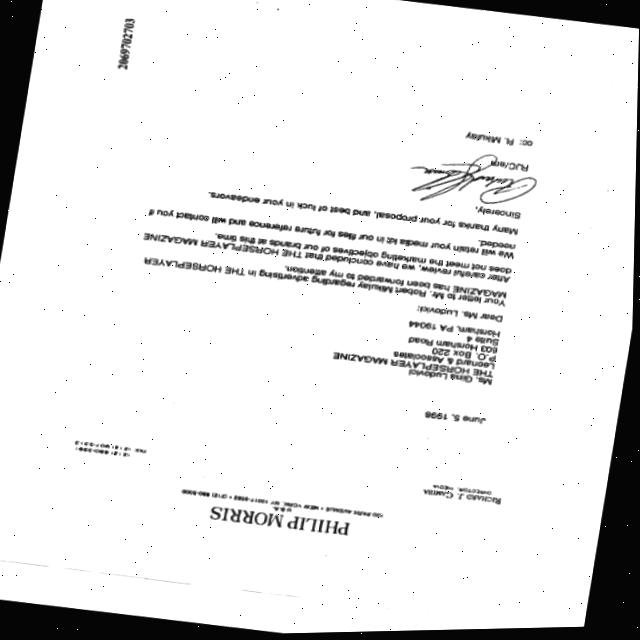 PHILIP MORRIS
U.S.A.
120 PARK AVENUE • NEW YORK, NY 10017-5592 • (212) 880-5000
RICHARD J. CAMISA
DIRECTOR, MEDIA
June 5, 1998
Ms. Gina Ludovici
THE HORSEPLAYER MAGAZINE
Leonard & Associates
P.O. Box 220
603 Horsham Road
Suite 4
Horsham, PA 19044
Dear Ms. Ludovici:
Your letter to Mr. Robert Mikulay regarding advertising in THE HORSEPLAYER
MAGAZINE has been forwarded to my attention.
After careful review, we have concluded that THE HORSEPLAYER MAGAZINE
does not meet the marketing objectives of our brands at this time.
We will retain your media kit in our files for future reference and will contact you if
needed.
Many thanks for your proposal, and best of luck in your endeavors.
Sincerely,
RJC/am
cc: R. Mikulay
2069702703